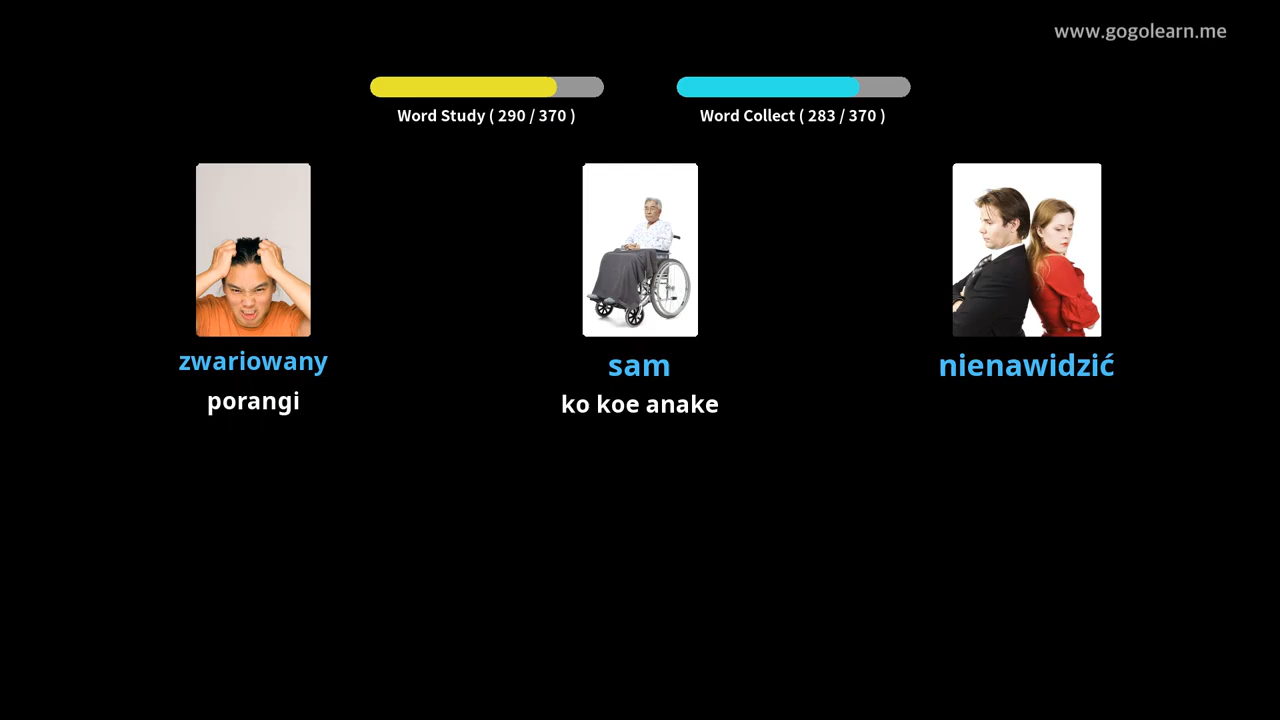 www.gogolearn.me
Word Study ( 290 / 370 )
Word Collect ( 283 / 370 )
zwariowany
porangi
sam
ko koe anake
nienawidzić